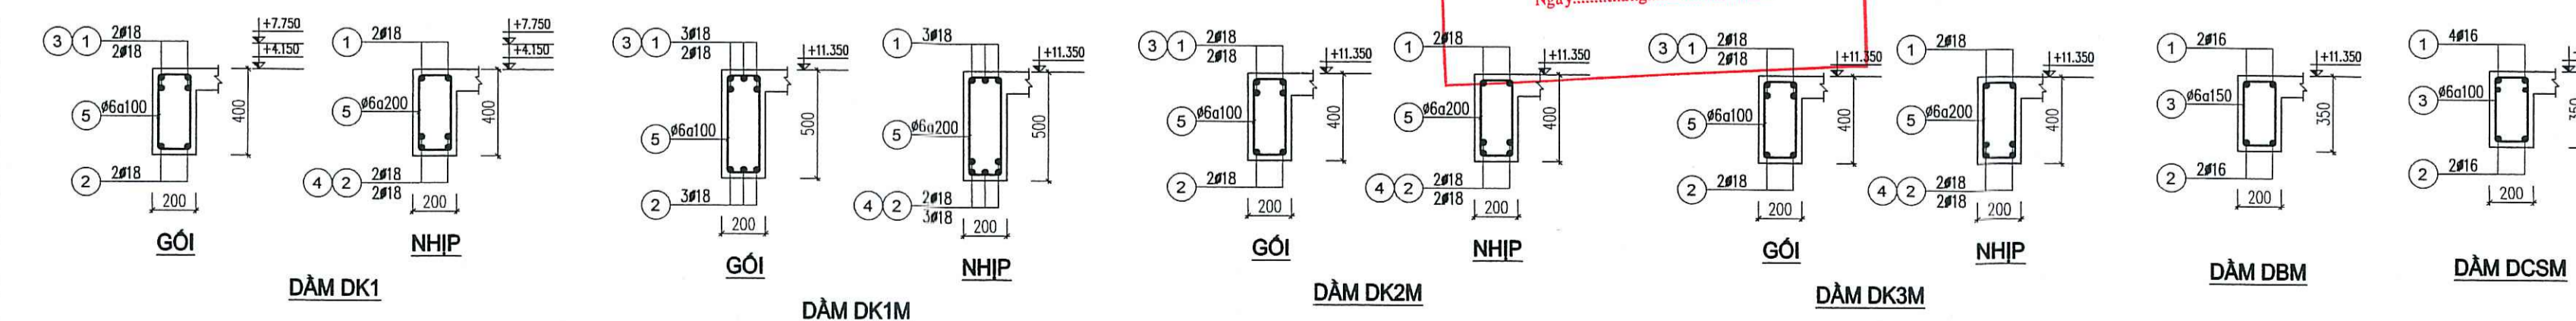 3 1 2ø18
2ø18
+7.750
+4.150
5 ø6a100
400
2 2ø18
200
GỐI
1 2ø18
+7.750
+4.150
5 ø6a200
400
4 2 2ø18
2ø18
200
NHỊP
DẦM DK1
3 1 3ø18
2ø18
+11.350
5 ø6a100
500
2 3ø18
200
GỐI
1 3ø18
+11.350
5 ø6a200
500
4 2 2ø18
3ø18
200
NHỊP
DẦM DK1M
3 1 2ø18
2ø18
+11.350
5 ø6a100
400
2 2ø18
200
GỐI
1 2ø18
+11.350
5 ø6a200
400
4 2 2ø18
2ø18
200
NHỊP
DẦM DK2M
3 1 2ø18
2ø18
+11.350
5 ø6a100
400
2 2ø18
200
GỐI
1 2ø18
+11.350
5 ø6a200
400
4 2 2ø18
2ø18
200
NHỊP
DẦM DK3M
1 2ø16
+11.350
3 ø6a150
350
2 2ø16
200
DẦM DBM
1 4ø16
3 ø6a100
350
2 2ø16
200
DẦM DCSM